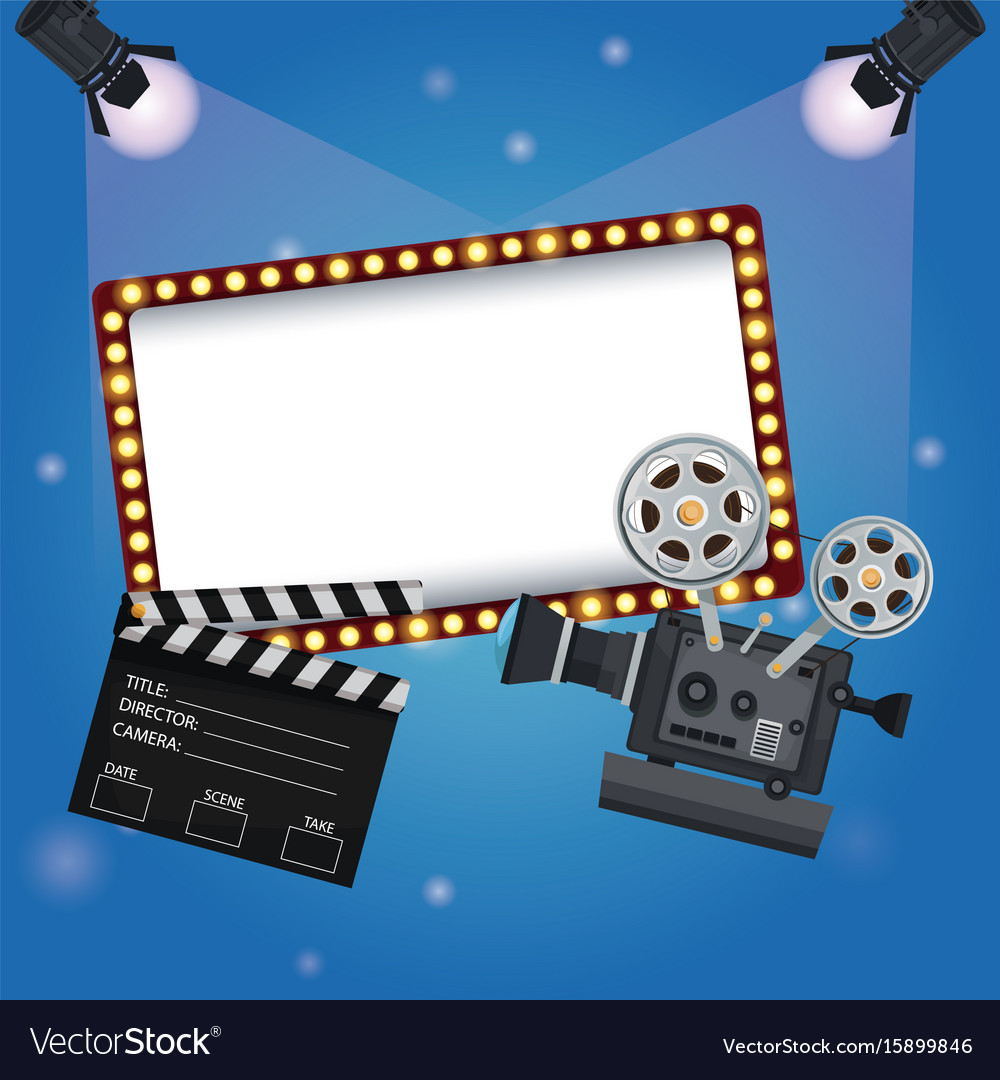 TITLE:
DIRECTOR:
CAMERA:
DATE
SCENE
TAKE
VectorStock®
VectorStock.com/15899846